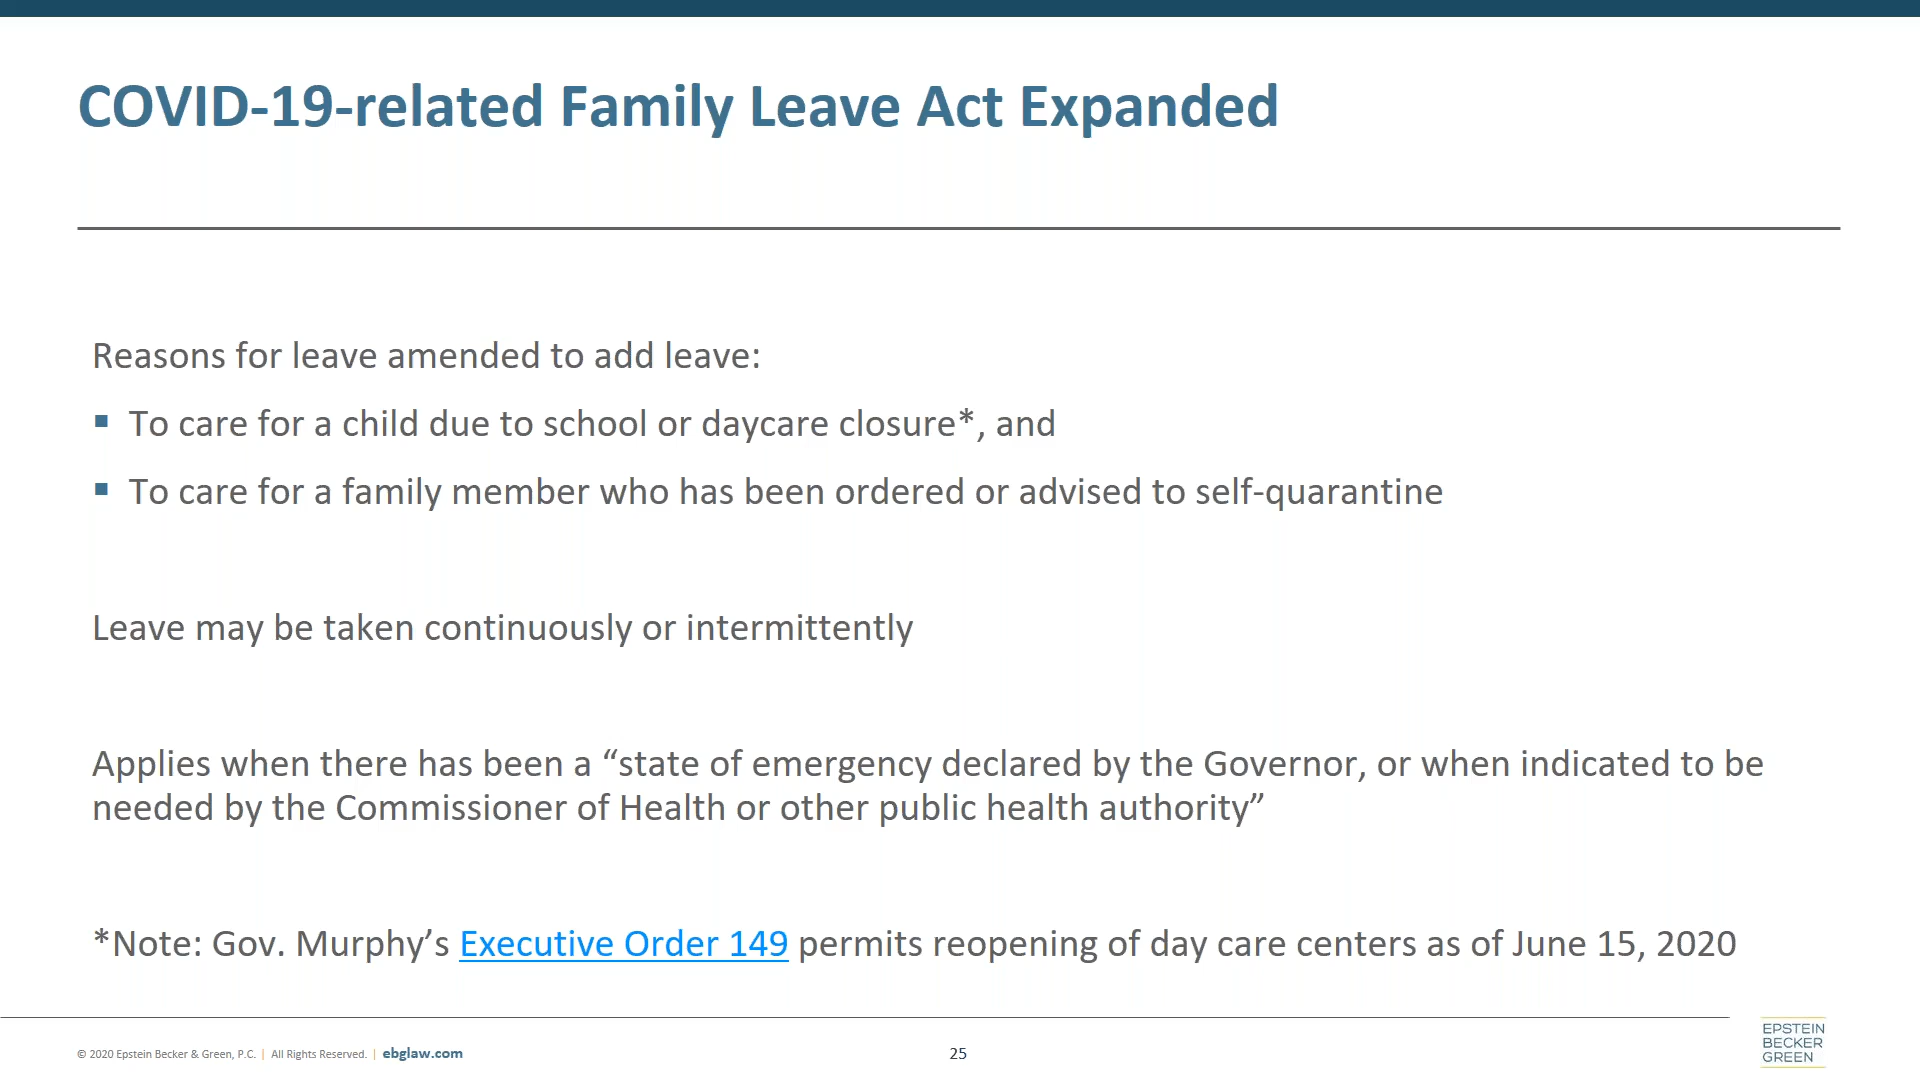 COVID-19-related Family Leave Act Expanded
Reasons for leave amended to add leave:
▪ To care for a child due to school or daycare closure*, and
▪ To care for a family member who has been ordered or advised to self-quarantine
Leave may be taken continuously or intermittently
Applies when there has been a “state of emergency declared by the Governor, or when indicated to be
needed by the Commissioner of Health or other public health authority”
*Note: Gov. Murphy’s Executive Order 149 permits reopening of day care centers as of June 15, 2020
© 2020 Epstein Becker & Green, P.C. | All Rights Reserved. | ebglaw.com
25
EPSTEIN
BECKER
GREEN